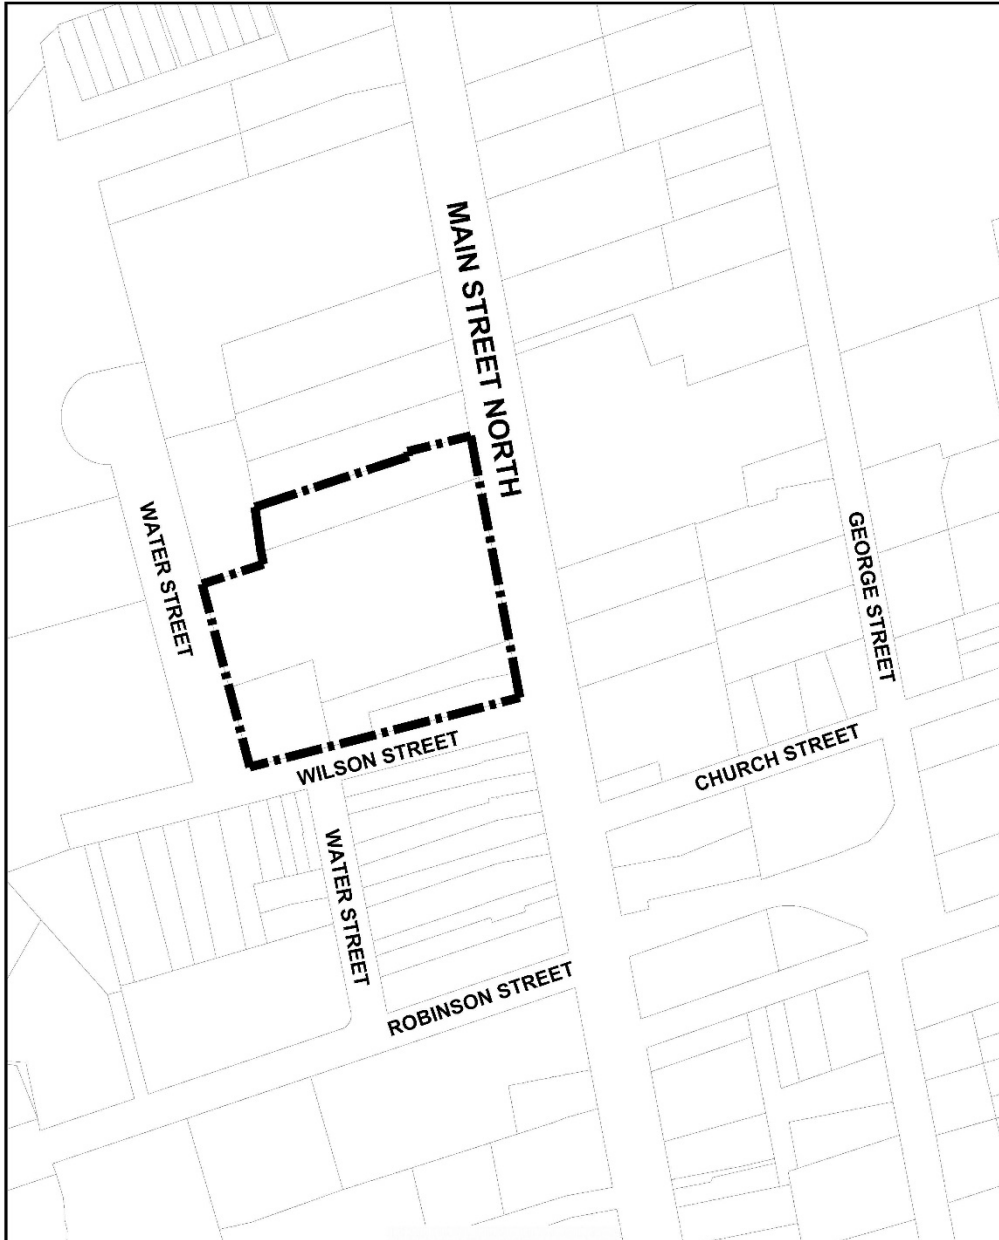 MAIN STREET NORTH
WATER STREET
GEORGE STREET
WILSON STREET
CHURCH STREET
WATER STREET
ROBINSON STREET